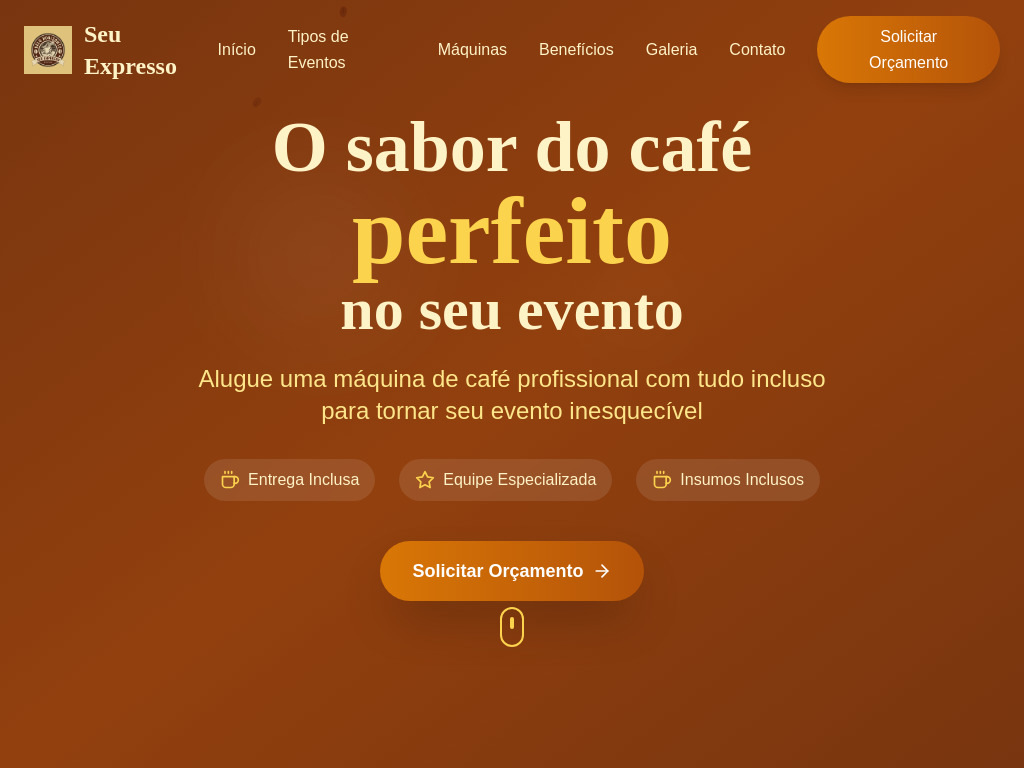 Seu
Expresso
Início
Tipos de
Eventos
Máquinas
Benefícios
Galeria
Contato
Solicitar
Orçamento
O sabor do café
perfeito
no seu evento
Alugue uma máquina de café profissional com tudo incluso
para tornar seu evento inesquecível
Entrega Inclusa
Equipe Especializada
Insumos Inclusos
Solicitar Orçamento